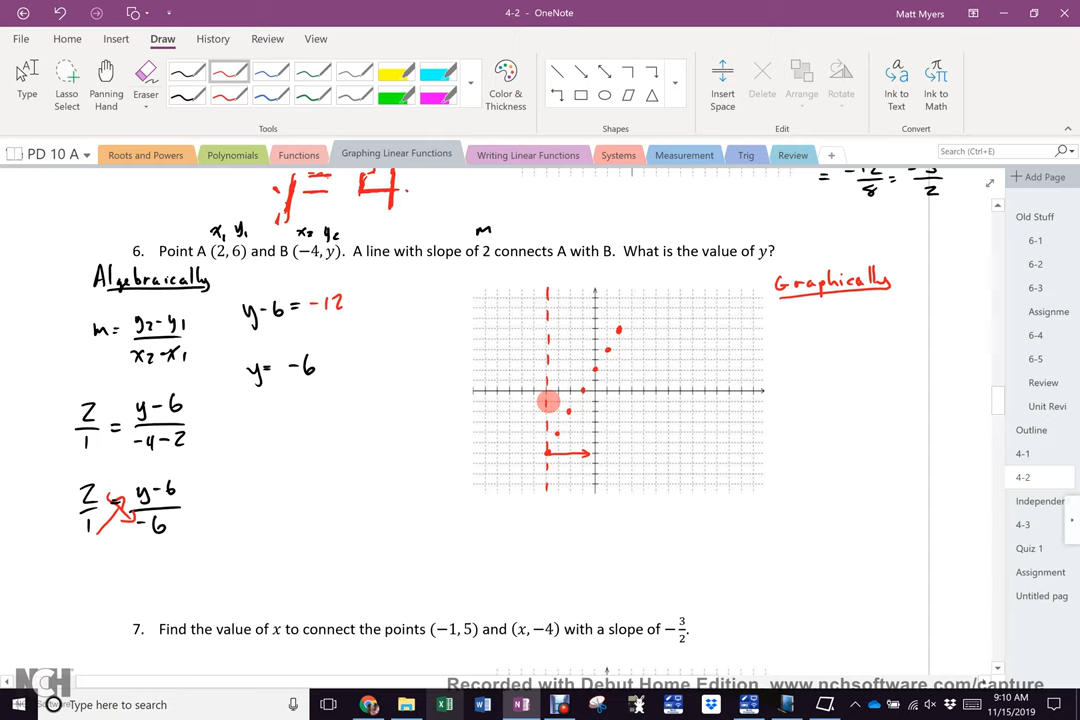 4-2 - OneNote
Matt Myers
File Home Insert Draw History Review View
Type
Lasso Select
Panning Hand
Eraser
Color & Thickness
Insert Space
Delete
Arrange
Rotate
Ink to Text
Ink to Math
Tools
Shapes
Edit
Convert
PD 10 A
Roots and Powers
Polynomials
Functions
Graphing Linear Functions
Writing Linear Functions
Systems
Measurement
Trig
Review
Search (Ctrl+E)
Add Page
Old Stuff
6-1
6-2
6-3
Assignme
6-4
6-5
Review
Unit Revi
Outline
4-1
4-2
Independen
4-3
Quiz 1
Assignment
Untitled pag
y = 4
x₁ y₁ x₂ y₂ m
6. Point A (2, 6) and B (−4, y). A line with slope of 2 connects A with B. What is the value of y?
Algebraically
Graphically
m = y₂-y₁ / x₂-x₁
2/1 = y-6 / -4-2
2/1 = y-6 / -6
y-6 = -12
y = -6
7. Find the value of x to connect the points (−1, 5) and (x, −4) with a slope of −3/2.
NCH
Recorded with Debut Home Edition www.nchsoftware.com/capture
Type here to search
9:10 AM
11/15/2019